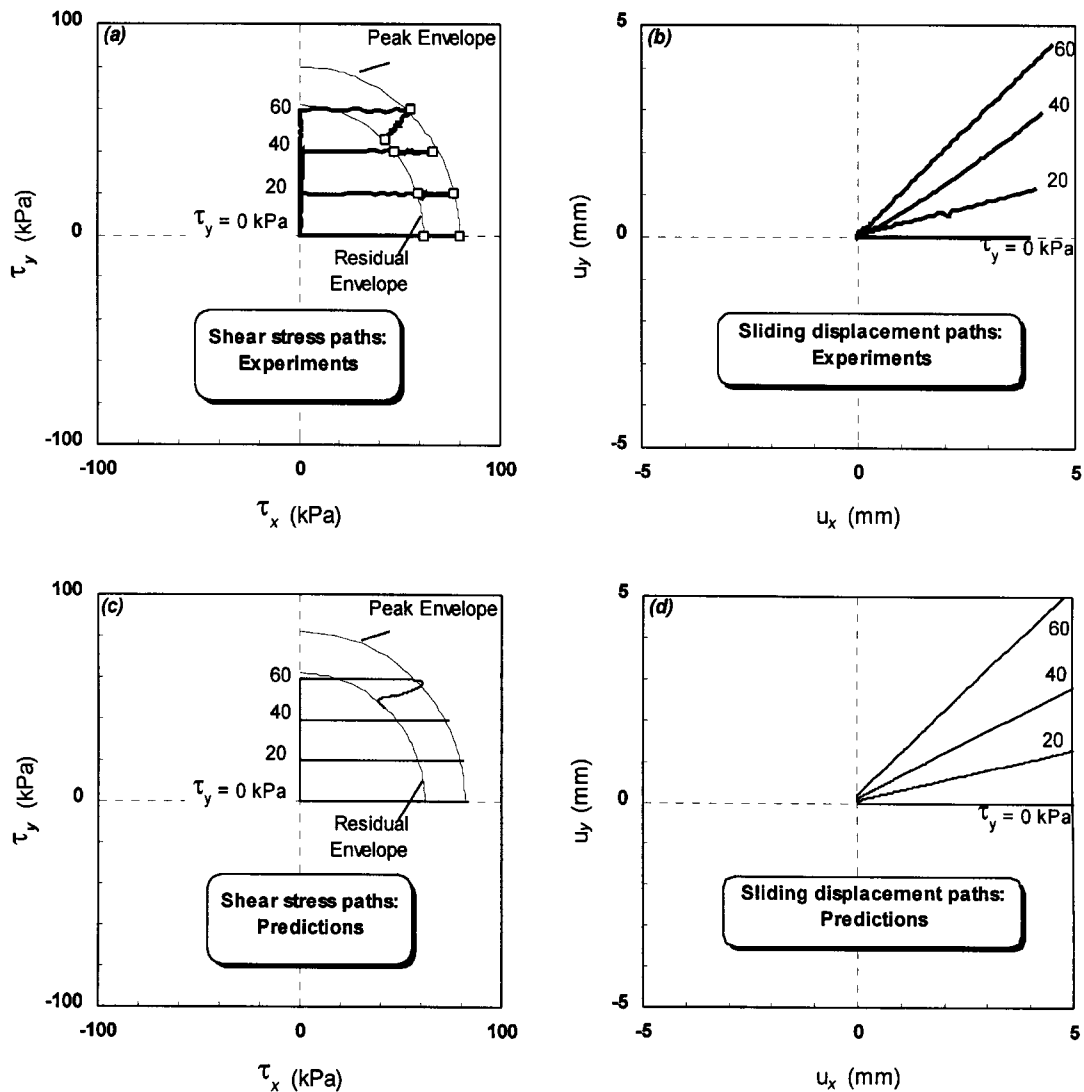 100
(a)
Peak Envelope
60
40
20
τy = 0 kPa
0
τy (kPa)
Residual
Envelope
Shear stress paths:
Experiments
-100
-100
0
100
τx (kPa)
5
(b)
60
40
20
τy = 0 kPa
0
uy (mm)
Sliding displacement paths:
Experiments
-5
-5
0
5
ux (mm)
100
(c)
Peak Envelope
60
40
20
τy = 0 kPa
0
τy (kPa)
Residual
Envelope
Shear stress paths:
Predictions
-100
-100
0
100
τx (kPa)
5
(d)
60
40
20
τy = 0 kPa
0
uy (mm)
Sliding displacement paths:
Predictions
-5
-5
0
5
ux (mm)